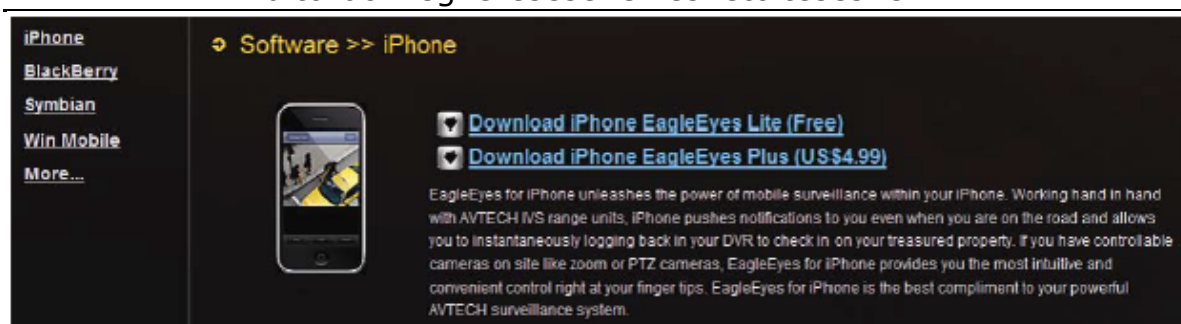 iPhone
BlackBerry
Symbian
Win Mobile
More...
Software >> iPhone
Download iPhone EagleEyes Lite (Free)
Download iPhone EagleEyes Plus (US$4.99)
EagleEyes for iPhone unleashes the power of mobile surveillance within your iPhone. Working hand in hand
with AVTECH IVS range units, iPhone pushes notifications to you even when you are on the road and allows
you to instantaneously logging back in your DVR to check in on your treasured property. If you have controllable
cameras on site like zoom or PTZ cameras, EagleEyes for iPhone provides you the most intuitive and
convenient control right at your finger tips. EagleEyes for iPhone is the best compliment to your powerful
AVTECH surveillance system.